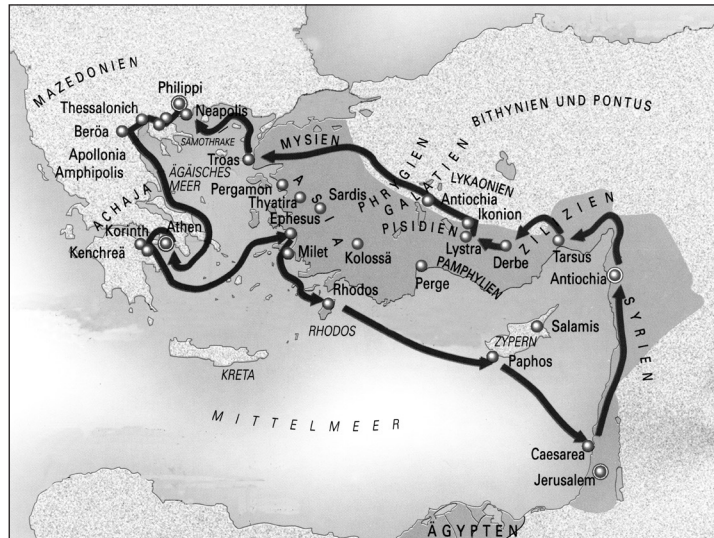 MAZEDONIEN
Philippi
Thessalonich
Neapolis
Beröa
SAMOTHRAKE
Apollonia
Amphipolis
ÄGÄISCHES
MEER
Troas
MYSIEN
BITHYNIEN UND PONTUS
PHRYGIEN
GALATIEN
LYKAONIEN
Pergamon
Thyatira
Sardis
ASIA
Antiochia
Ikonion
PISIDIEN
ZILIZIEN
ACHAJA
Korinth
Athen
Kenchreä
Ephesus
Milet
Kolossä
Lystra
Derbe
Tarsus
PAMPHYLIEN
Perge
Antiochia
Rhodos
RHODOS
SYRIEN
Salamis
ZYPERN
Paphos
KRETA
MITTELMEER
Caesarea
Jerusalem
ÄGYPTEN